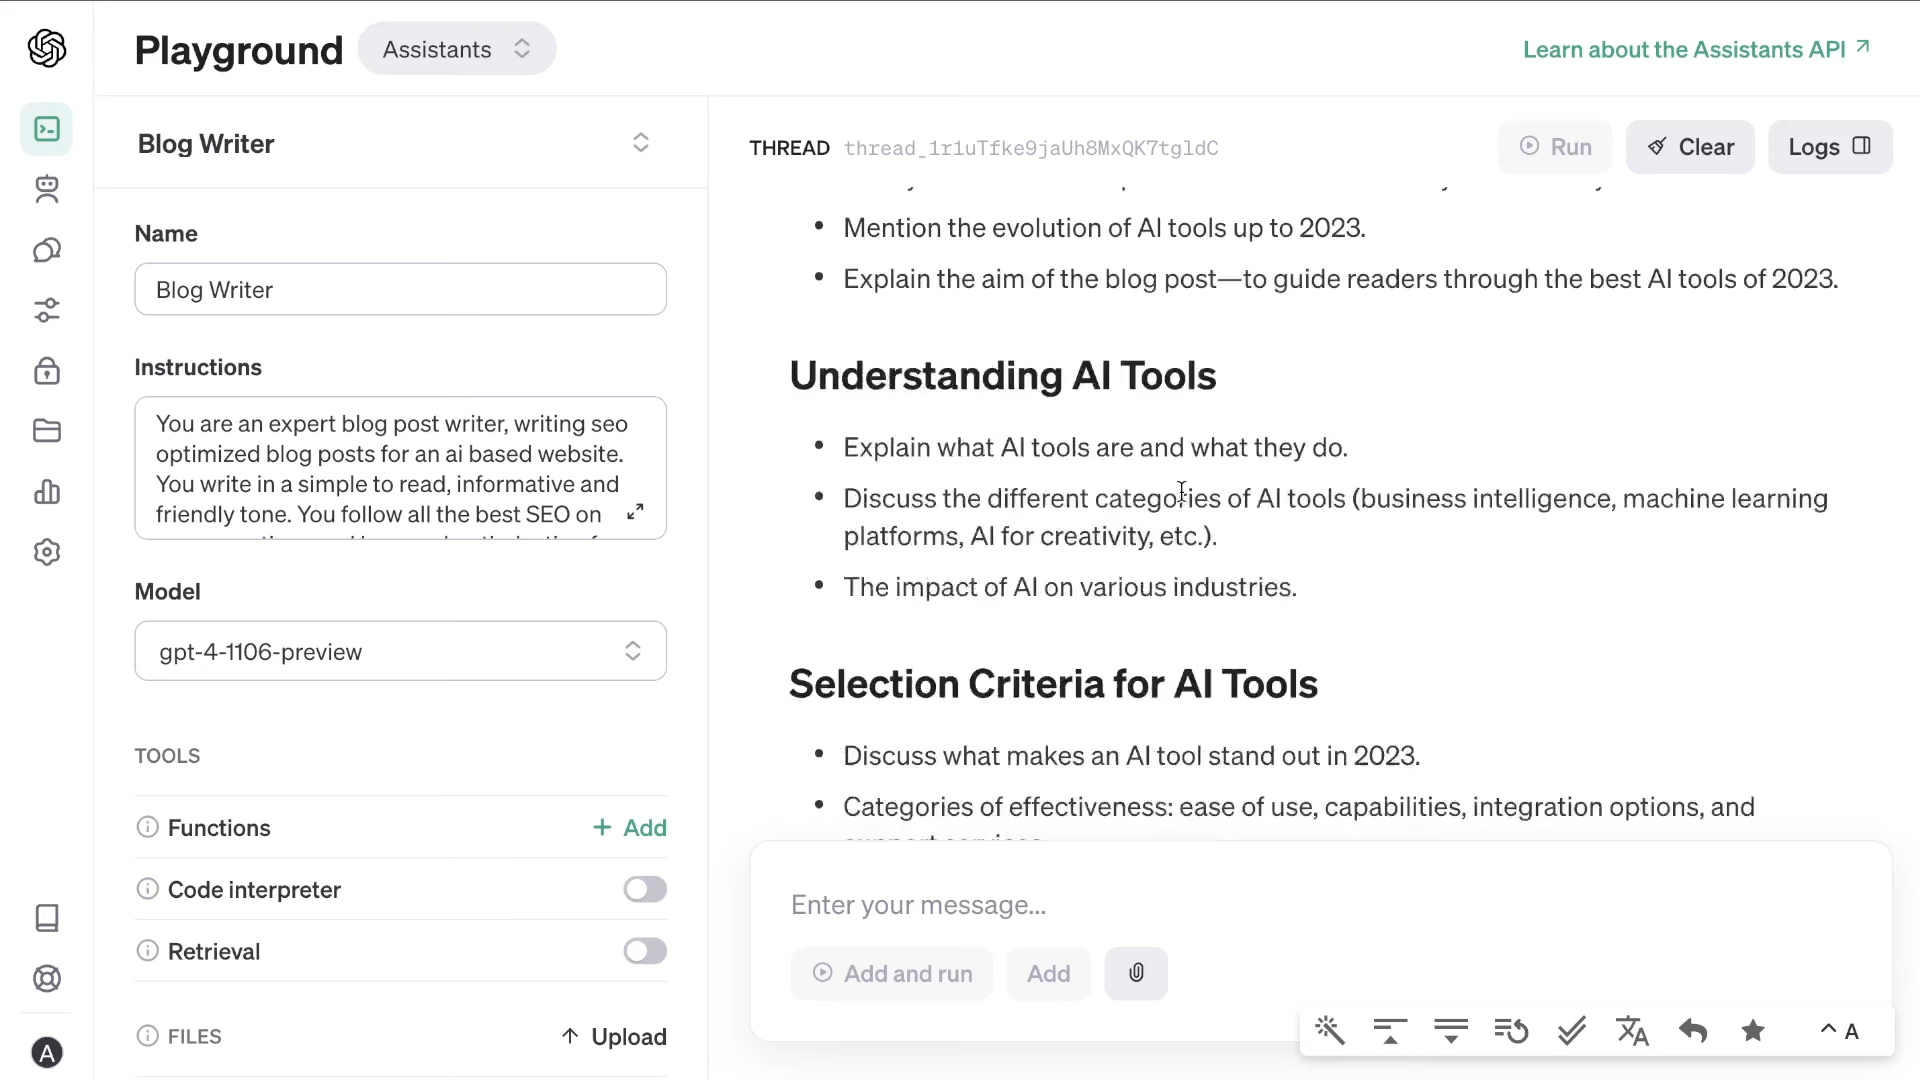 Playground
Assistants
Learn about the Assistants API
Blog Writer
Name
Blog Writer
Instructions
You are an expert blog post writer, writing seo
optimized blog posts for an ai based website.
You write in a simple to read, informative and
friendly tone. You follow all the best SEO on
Model
gpt-4-1106-preview
TOOLS
Functions
+ Add
Code interpreter
Retrieval
FILES
Upload
A
THREAD thread_1r1uTfke9jaUh8MxQK7tgldC
Run
Clear
Logs
• Mention the evolution of AI tools up to 2023.
• Explain the aim of the blog post—to guide readers through the best AI tools of 2023.
Understanding AI Tools
• Explain what AI tools are and what they do.
• Discuss the different categories of AI tools (business intelligence, machine learning
platforms, AI for creativity, etc.).
• The impact of AI on various industries.
Selection Criteria for AI Tools
• Discuss what makes an AI tool stand out in 2023.
• Categories of effectiveness: ease of use, capabilities, integration options, and
Enter your message...
Add and run
Add
A